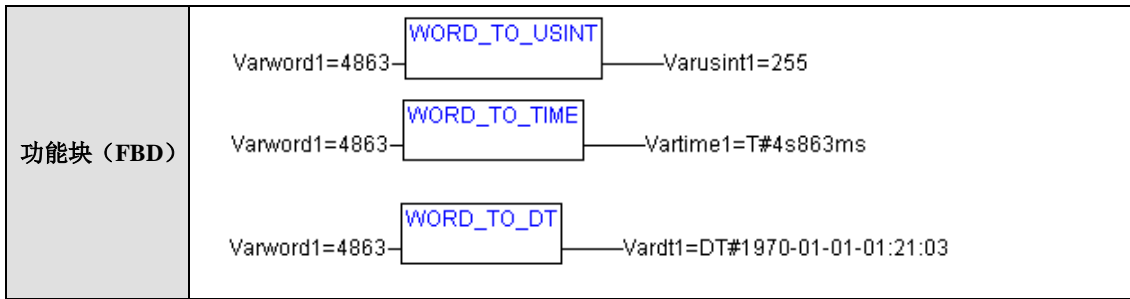 WORD_TO_USINT
Varword1=4863
Varusint1=255
WORD_TO_TIME
Varword1=4863
Vartime1=T#4s863ms
功能块（FBD）
WORD_TO_DT
Varword1=4863
Vardt1=DT#1970-01-01-01:21:03